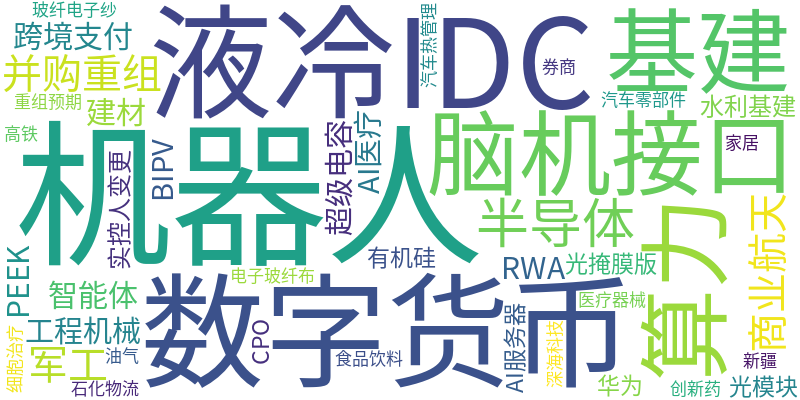 玻纤电子纱
跨境支付
并购重组
重组预期
建材
高铁
液冷IDC
汽车热管理
券商
基建
汽车零部件
水利基建
家居
机器人
脑机接口
实控人变更
BIPV
超级电容
AI医疗
半导体
算力
商业航天
PEEK
智能体
工程机械
军工
油气
细胞治疗
石化物流
电子玻纤布
有机硅
RWA
光掩膜版
医疗器械
数字货币
CPO
食品饮料
AI服务器
深海科技
华为
新疆
创新药
光模块